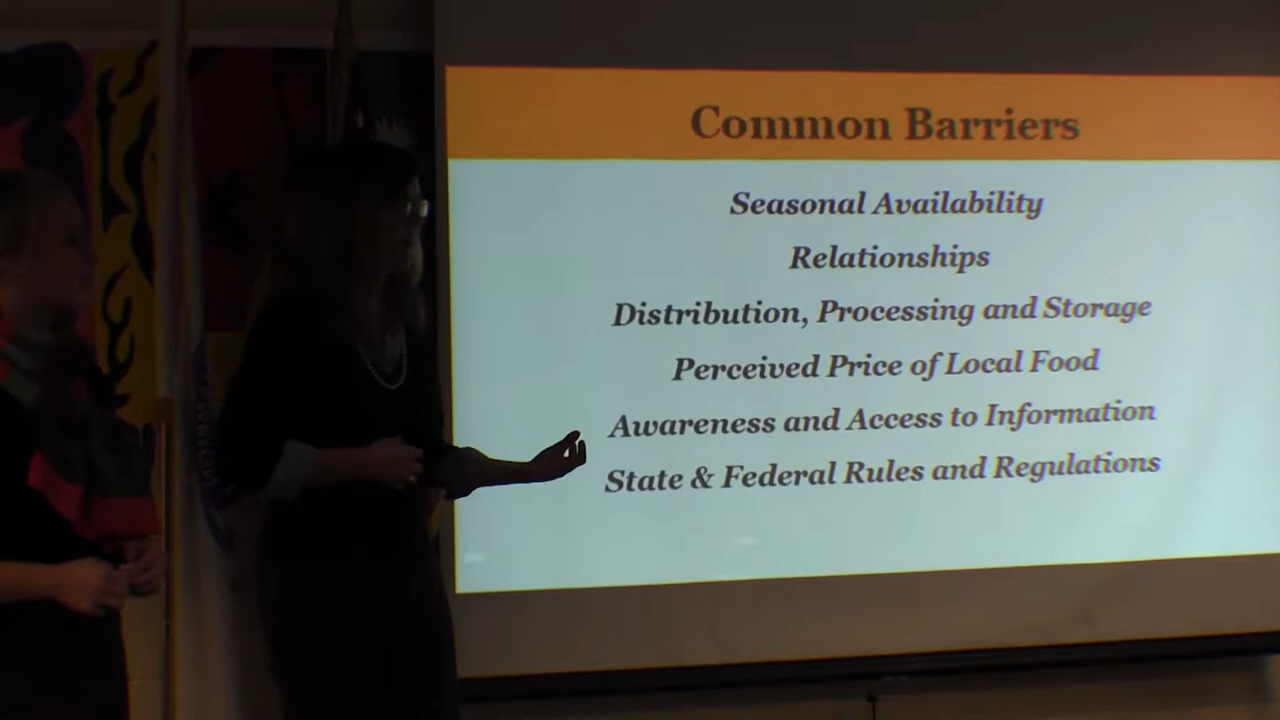 Common Barriers
Seasonal Availability
Relationships
Distribution, Processing and Storage
Perceived Price of Local Food
Awareness and Access to Information
State & Federal Rules and Regulations